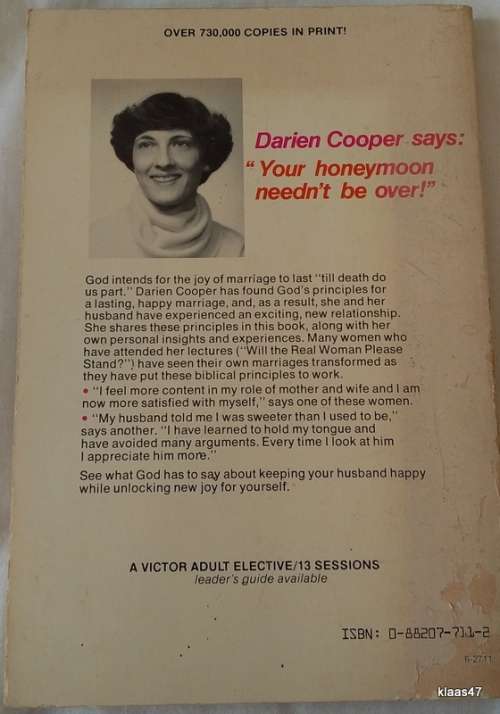 OVER 730,000 COPIES IN PRINT!
Darien Cooper says:
"Your honeymoon
needn't be over!"
God intends for the joy of marriage to last "till death do
us part." Darien Cooper has found God's principles for
a lasting, happy marriage, and, as a result, she and her
husband have experienced an exciting, new relationship.
She shares these principles in this book, along with her
own personal insights and experiences. Many women who
have attended her lectures ("Will the Real Woman Please
Stand?") have seen their own marriages transformed as
they have put these biblical principles to work.
• "I feel more content in my role of mother and wife and I am
now more satisfied with myself," says one of these women.
• "My husband told me I was sweeter than I used to be,"
says another. "I have learned to hold my tongue and
have avoided many arguments. Every time I look at him
I appreciate him more."
See what God has to say about keeping your husband happy
while unlocking new joy for yourself.
A VICTOR ADULT ELECTIVE/13 SESSIONS
leader's guide available
ISBN: 0-88207-711-2
6-2711
klaas47